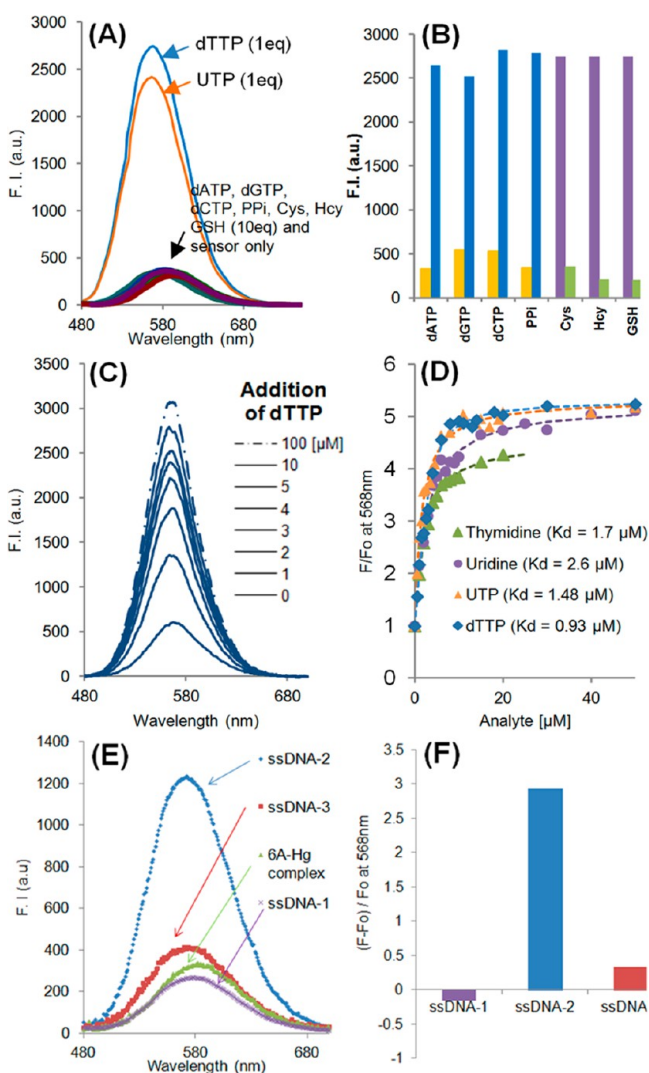 (A)
3000
2500
2000
1500
1000
500
0
F. I. (a.u.)
dTTP (1eq)
UTP (1eq)
dATP, dGTP,
dCTP, PPi, Cys, Hcy
GSH (10eq) and
sensor only
480
580
680
Wavelength (nm)
(B)
3000
2500
2000
1500
1000
500
0
F.I. (a.u.)
dATP
dGTP
dCTP
PPi
Cys
Hcy
GSH
(C)
3500
3000
2500
2000
1500
1000
500
0
F.I. (a.u.)
Addition
of dTTP
100 [μM]
10
5
4
3
2
1
0
480
580
680
Wavelength (nm)
(D)
6
5
4
3
2
1
0
F/Fo at 568nm
Thymidine (Kd = 1.7 μM)
Uridine (Kd = 2.6 μM)
UTP (Kd = 1.48 μM)
dTTP (Kd = 0.93 μM)
0
20
40
Analyte [μM]
(E)
1400
1200
1000
800
600
400
200
0
F. I (a.u)
ssDNA-2
ssDNA-3
6A-Hg
complex
ssDNA-1
480
580
680
Wavelength (nm)
(F)
3.5
3
2.5
2
1.5
1
0.5
0
-0.5
-1
(F-Fo) / Fo at 568nm
ssDNA-1
ssDNA-2
ssDNA